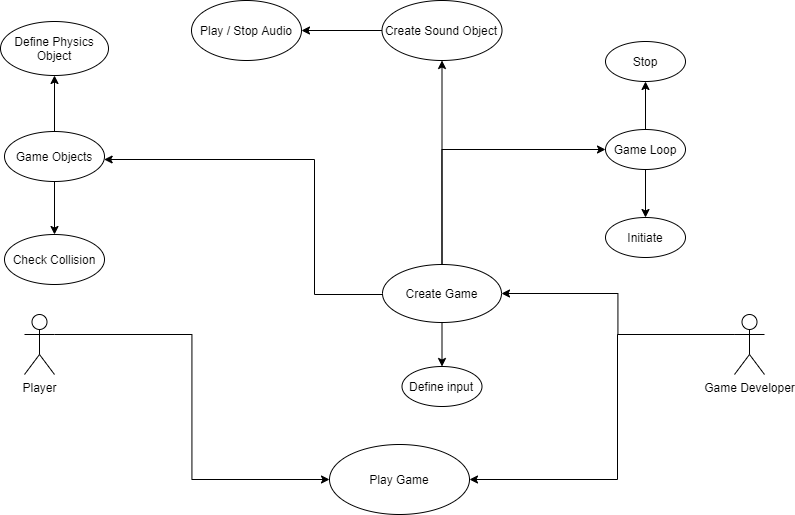 Define Physics
Object
Play / Stop Audio
Create Sound Object
Stop
Game Objects
Game Loop
Check Collision
Initiate
Create Game
Player
Define input
Game Developer
Play Game